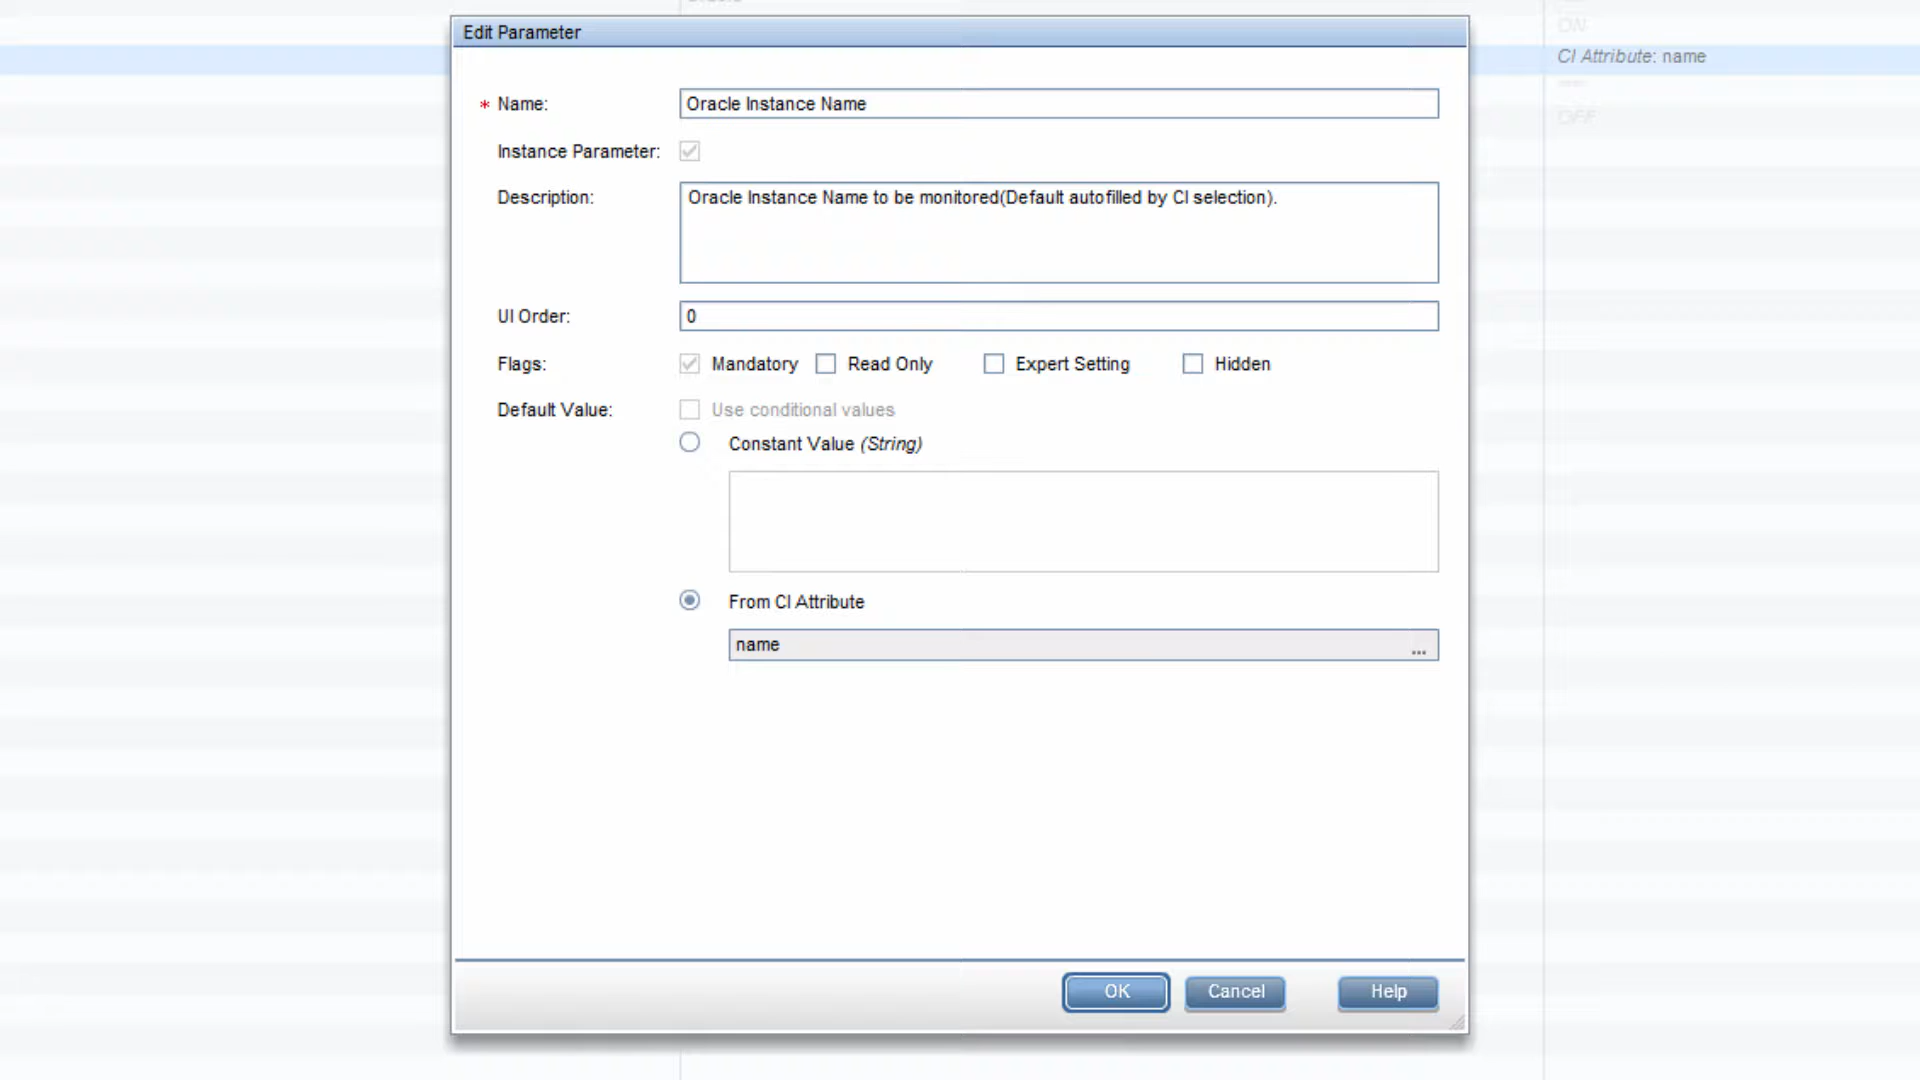 ON
Edit Parameter
CI Attribute: name
* Name: Oracle Instance Name
OFF
Instance Parameter:
Description: Oracle Instance Name to be monitored(Default autofilled by CI selection).
UI Order: 0
Flags: Mandatory Read Only Expert Setting Hidden
Default Value: Use conditional values
Constant Value (String)
From CI Attribute
name ...
OK Cancel Help